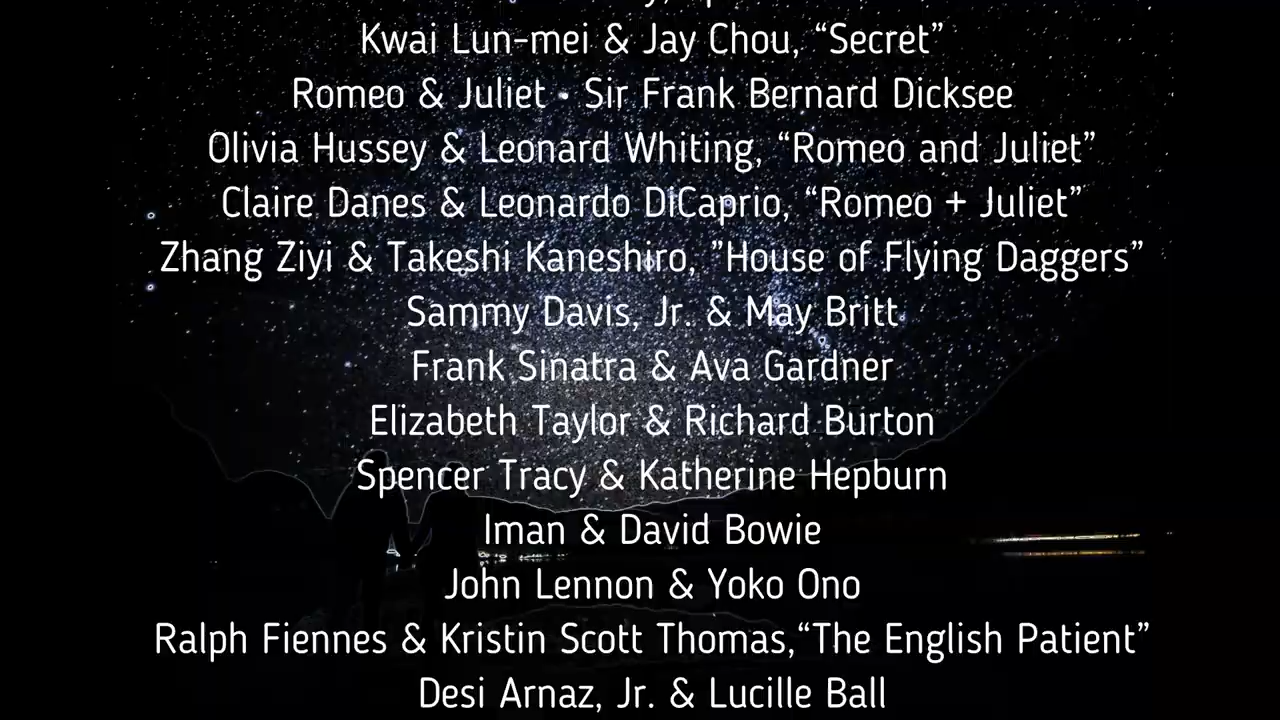 Kwai Lun-mei & Jay Chou, “Secret”
Romeo & Juliet - Sir Frank Bernard Dicksee
Olivia Hussey & Leonard Whiting, “Romeo and Juliet”
Claire Danes & Leonardo DiCaprio, “Romeo + Juliet”
Zhang Ziyi & Takeshi Kaneshiro, ”House of Flying Daggers”
Sammy Davis, Jr. & May Britt
Frank Sinatra & Ava Gardner
Elizabeth Taylor & Richard Burton
Spencer Tracy & Katherine Hepburn
Iman & David Bowie
John Lennon & Yoko Ono
Ralph Fiennes & Kristin Scott Thomas,“The English Patient”
Desi Arnaz, Jr. & Lucille Ball